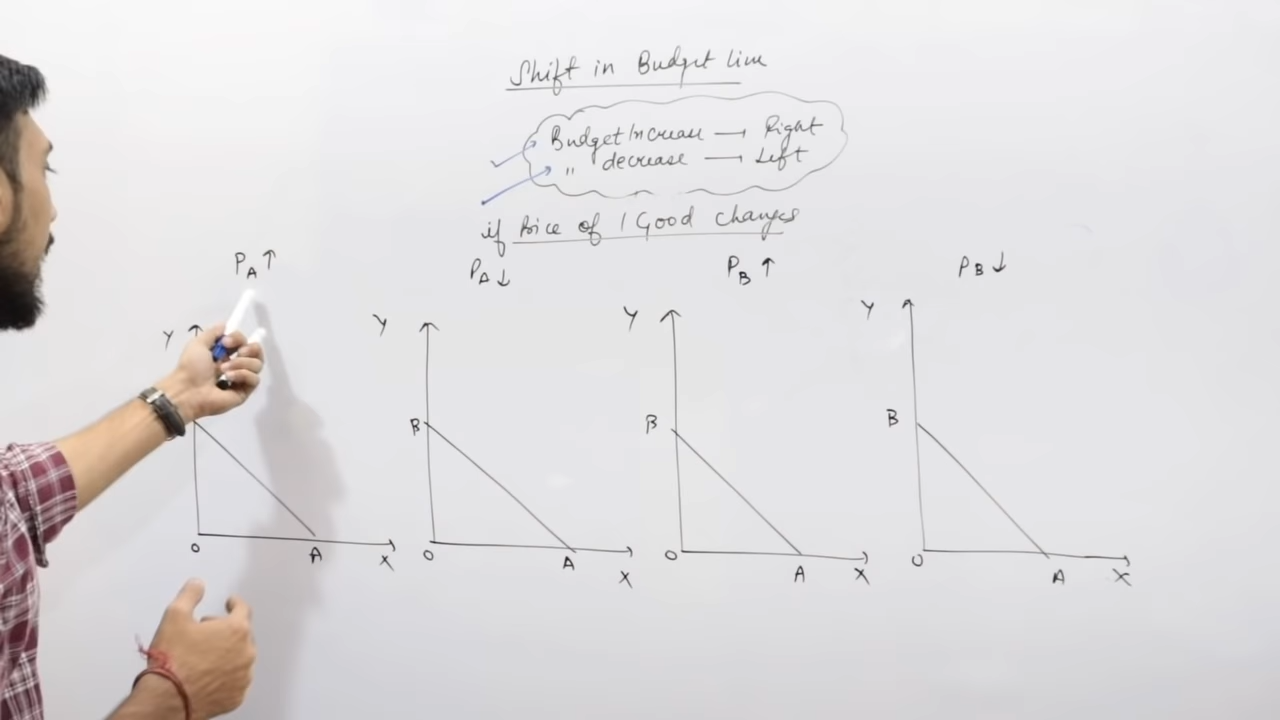 Shift in Budget line
Budget Increase → Right
" decrease → Left
if Price of 1 Good Changes
PA↑
PA↓
PB↑
PB↓
Y
O
A
X
Y
B
O
A
X
Y
B
O
A
X
Y
B
O
A
X